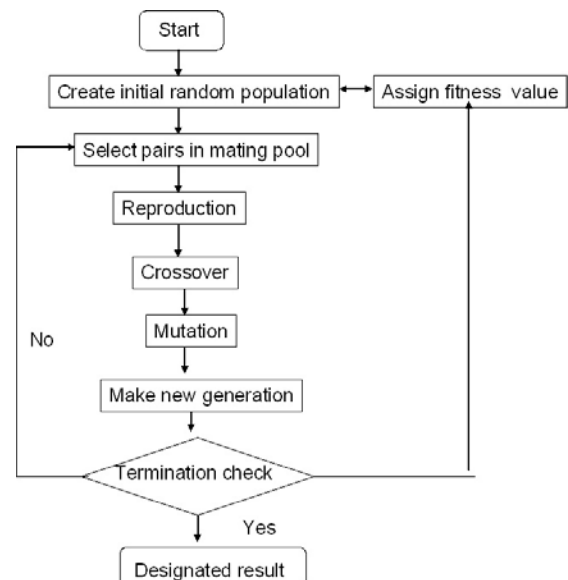 Start
Create initial random population
Assign fitness value
Select pairs in mating pool
Reproduction
Crossover
Mutation
No
Make new generation
Termination check
Yes
Designated result